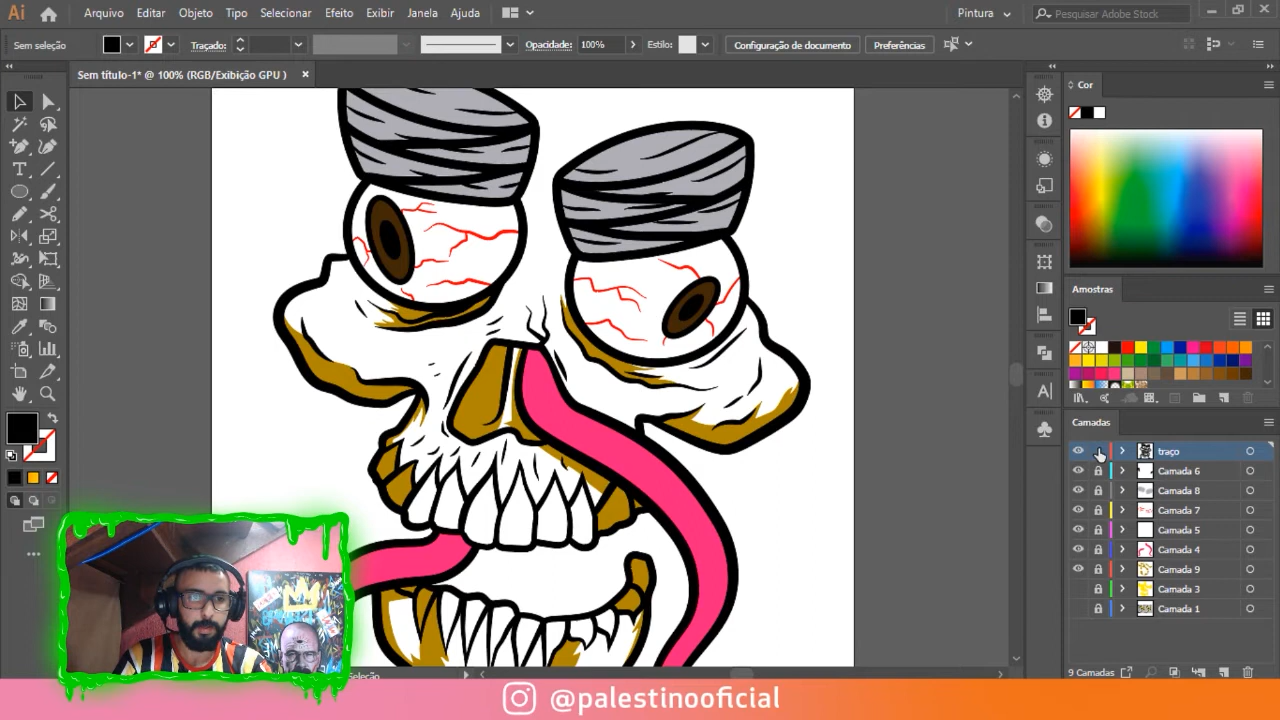 Ai Arquivo Editar Objeto Tipo Selecionar Efeito Exibir Janela Ajuda Pintura Pesquisar Adobe Stock
Sem seleção Traçado: Opacidade: 100% Estilo: Configuração de documento Preferências
Sem título-1* @ 100% (RGB/Exibição GPU ) ×
Cor
Amostras
Camadas
traço
Camada 6
Camada 8
Camada 7
Camada 5
Camada 4
Camada 9
Camada 3
Camada 1
Seleção
9 Camadas
@palestinooficial